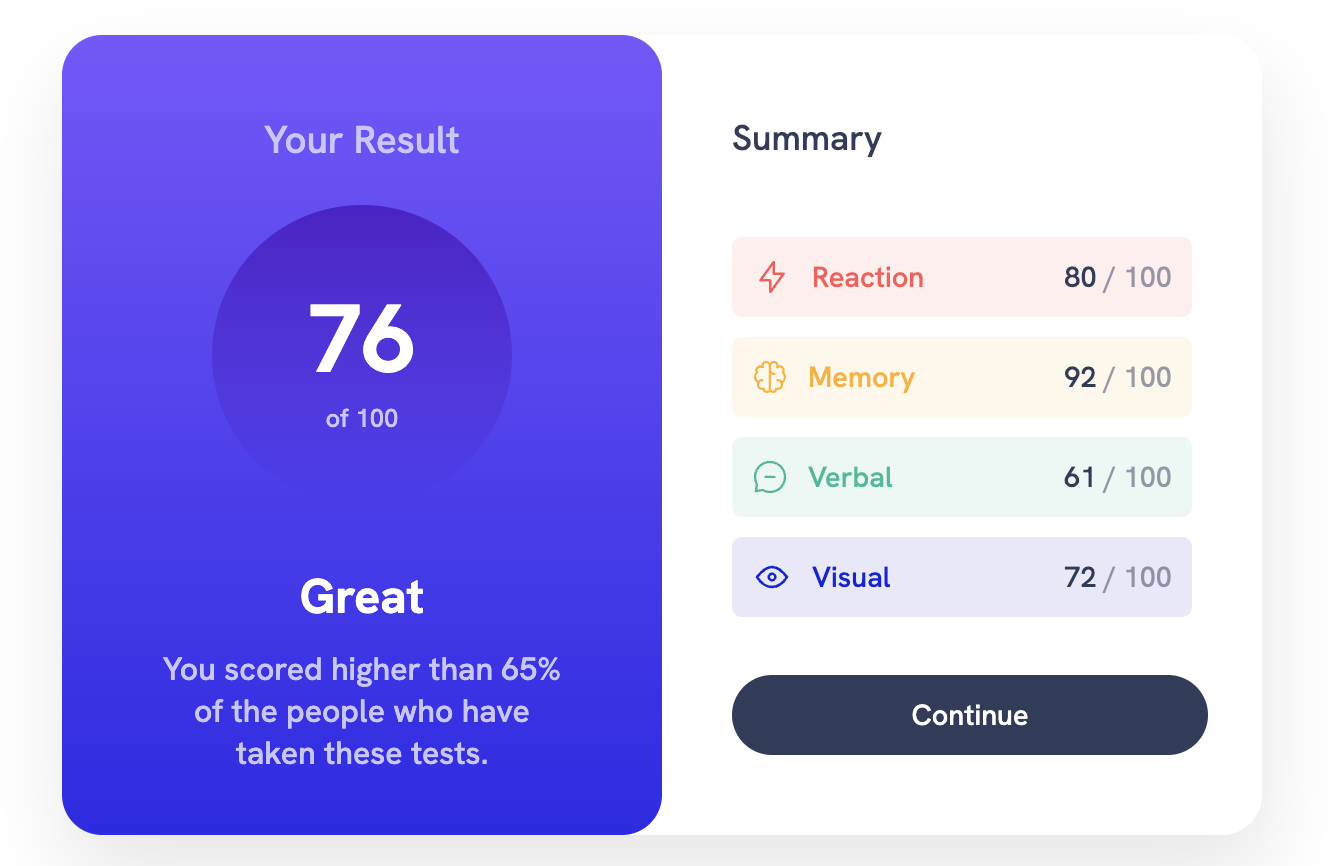 Your Result
76
of 100
Great
You scored higher than 65%
of the people who have
taken these tests.
Summary
Reaction 80 / 100
Memory 92 / 100
Verbal 61 / 100
Visual 72 / 100
Continue